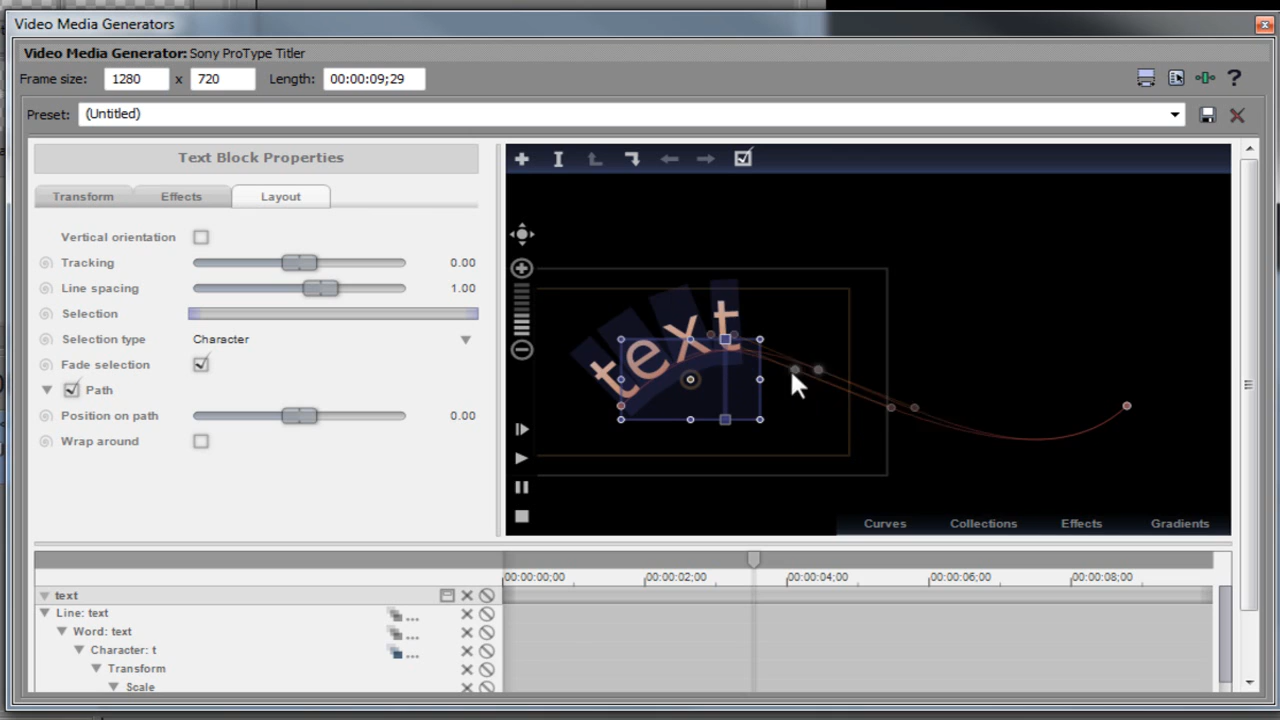 Video Media Generators
Video Media Generator: Sony ProType Titler
Frame size: 1280 x 720 Length: 00:00:09;29
Preset: (Untitled)
Text Block Properties
Transform Effects Layout
Vertical orientation
Tracking 0.00
Line spacing 1.00
Selection
Selection type Character
Fade selection
Path
Position on path 0.00
Wrap around
text
Curves Collections Effects Gradients
00:00:00;00 00:00:02;00 00:00:04;00 00:00:06;00 00:00:08;00
text
Line: text
Word: text
Character: t
Transform
Scale